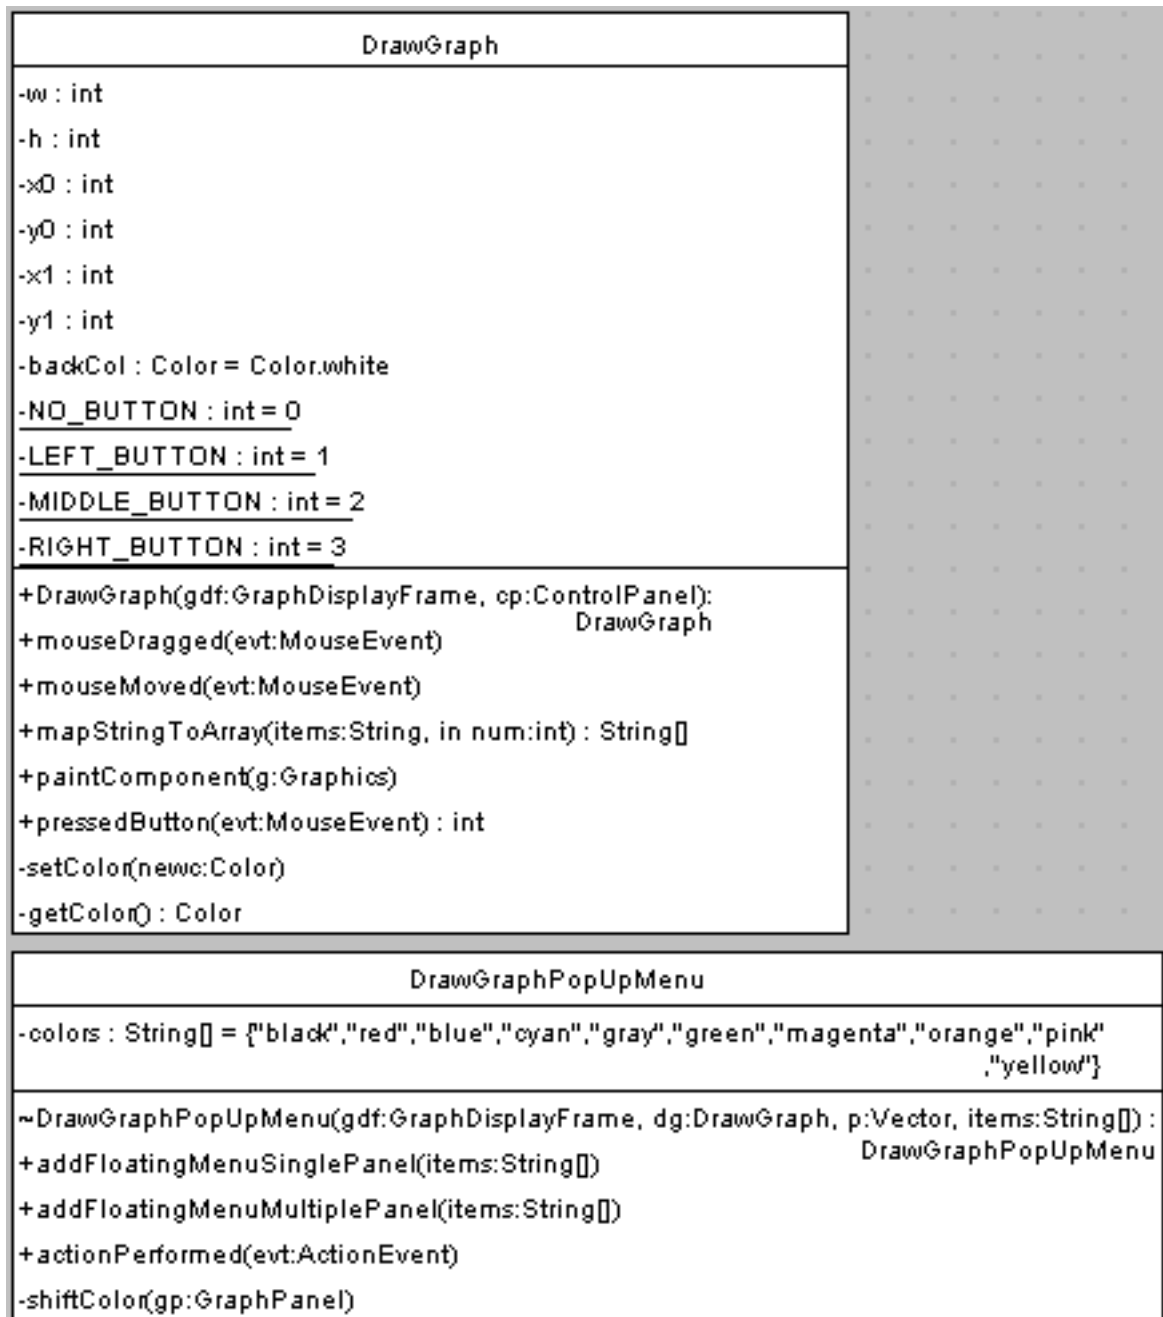 DrawGraph
-w : int
-h : int
-x0 : int
-y0 : int
-x1 : int
-y1 : int
-backCol : Color = Color.white
-NO_BUTTON : int = 0
-LEFT_BUTTON : int = 1
-MIDDLE_BUTTON : int = 2
-RIGHT_BUTTON : int = 3
+DrawGraph(gdf:GraphDisplayFrame, cp:ControlPanel):
DrawGraph
+mouseDragged(evt:MouseEvent)
+mouseMoved(evt:MouseEvent)
+mapStringToArray(items:String, in num:int) : String[]
+paintComponent(g:Graphics)
+pressedButton(evt:MouseEvent) : int
-setColor(newc:Color)
-getColor() : Color
DrawGraphPopUpMenu
-colors : String[] = {"black","red","blue","cyan","gray","green","magenta","orange","pink"
,"yellow"}
~DrawGraphPopUpMenu(gdf:GraphDisplayFrame, dg:DrawGraph, p:Vector, items:String[]) :
DrawGraphPopUpMenu
+addFloatingMenuSinglePanel(items:String[])
+addFloatingMenuMultiplePanel(items:String[])
+actionPerformed(evt:ActionEvent)
-shiftColor(gp:GraphPanel)